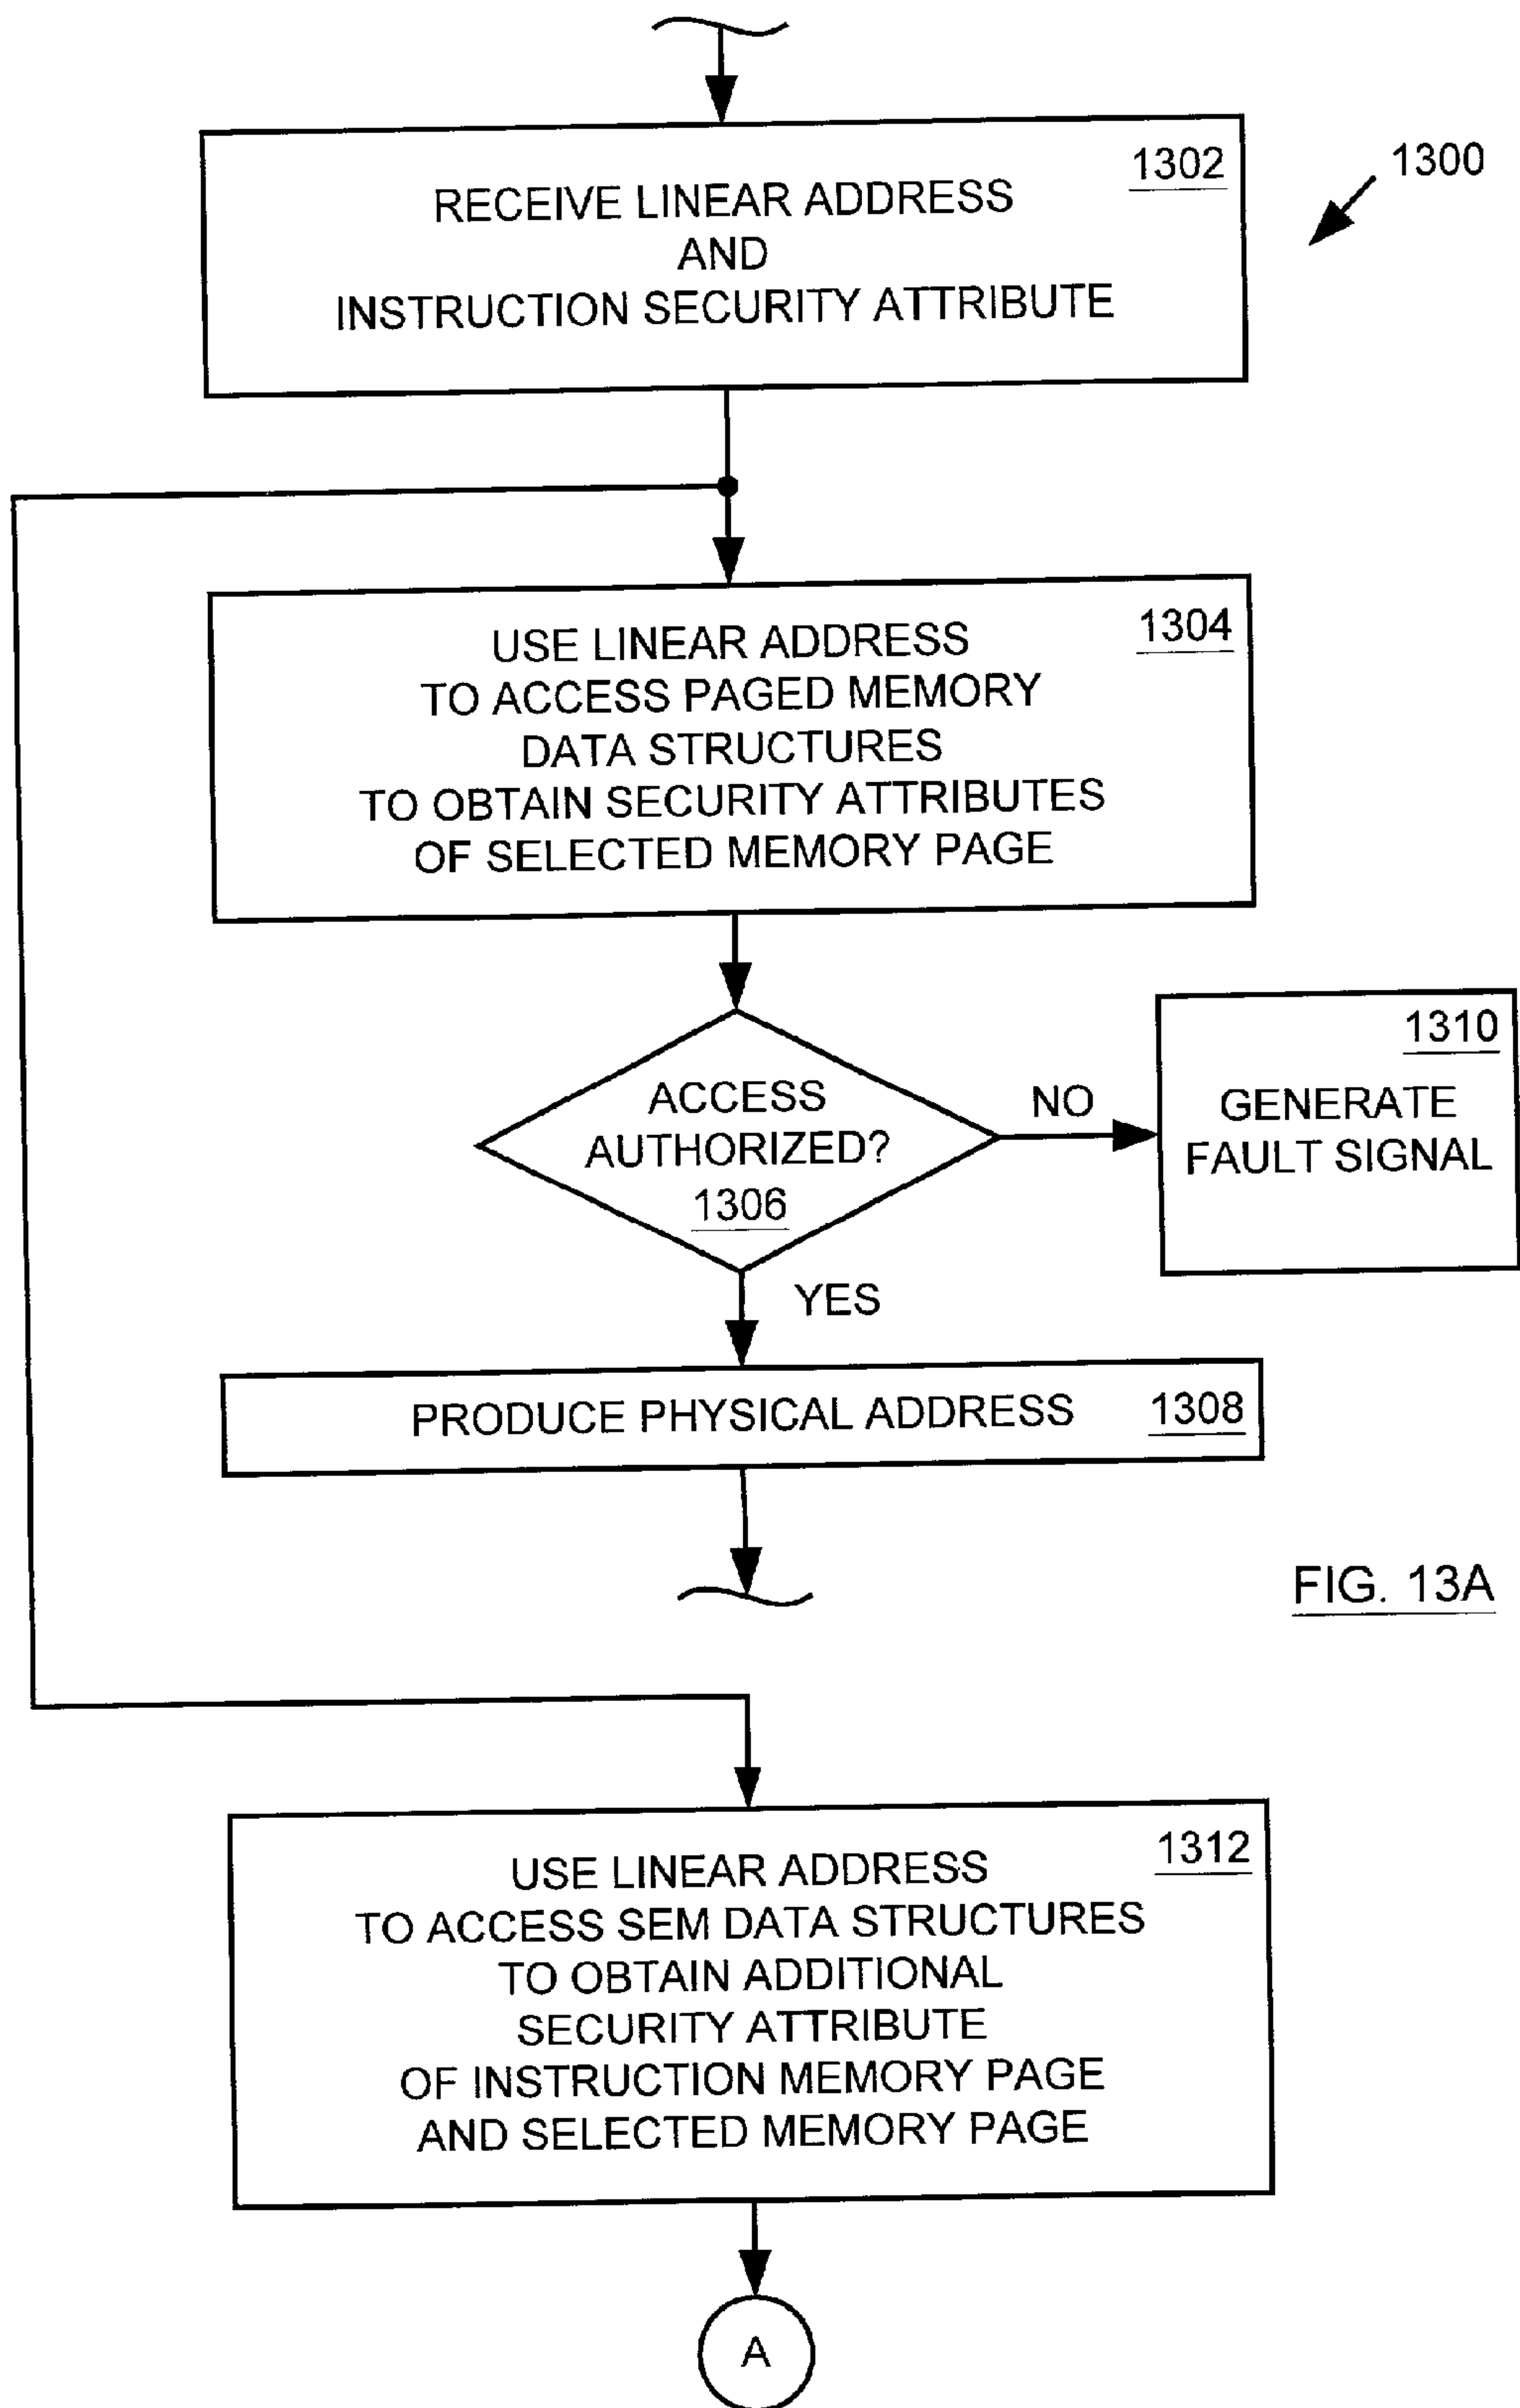 1302
RECEIVE LINEAR ADDRESS
AND
INSTRUCTION SECURITY ATTRIBUTE
1300
1304
USE LINEAR ADDRESS
TO ACCESS PAGED MEMORY
DATA STRUCTURES
TO OBTAIN SECURITY ATTRIBUTES
OF SELECTED MEMORY PAGE
ACCESS
AUTHORIZED?
1306
NO
1310
GENERATE
FAULT SIGNAL
YES
PRODUCE PHYSICAL ADDRESS 1308
FIG. 13A
1312
USE LINEAR ADDRESS
TO ACCESS SEM DATA STRUCTURES
TO OBTAIN ADDITIONAL
SECURITY ATTRIBUTE
OF INSTRUCTION MEMORY PAGE
AND SELECTED MEMORY PAGE
A